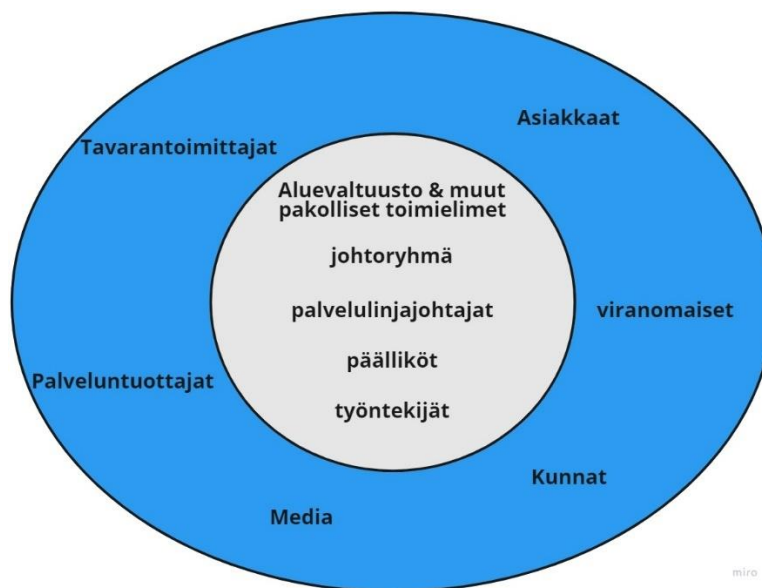 Asiakkaat
Tavarantoimittajat
Aluevaltuusto & muut
pakolliset toimielimet
johtoryhmä
palvelulinjajohtajat
viranomaiset
päälliköt
Palveluntuottajat
työntekijät
Kunnat
Media
miro